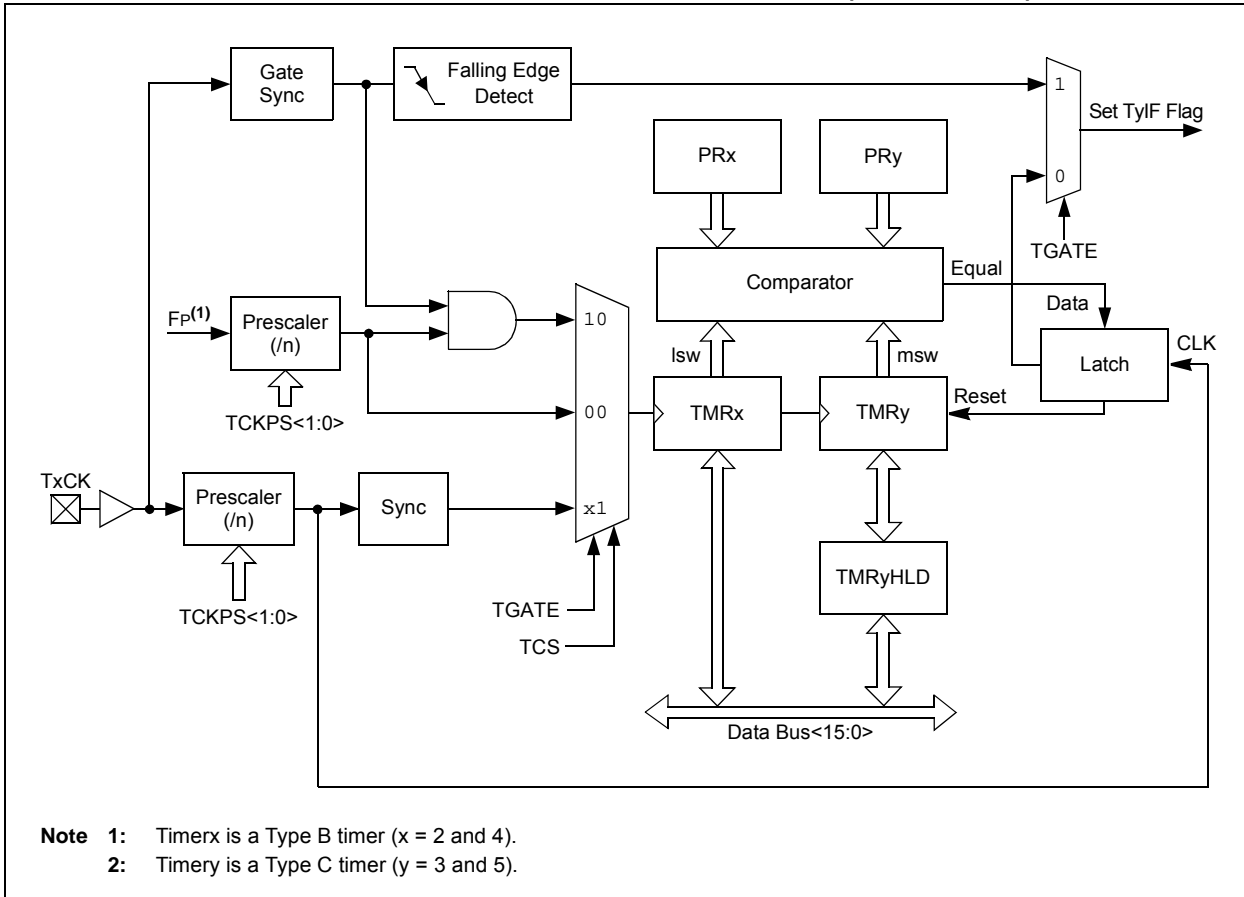 Gate
Sync
Falling Edge
Detect
1
Set TyIF Flag
PRx
PRy
0
TGATE
Comparator
Equal
Data
FP(1)
Prescaler
(/n)
10
lsw
msw
CLK
Latch
TCKPS<1:0>
00
TMRx
TMRy
Reset
TxCK
Prescaler
(/n)
Sync
x1
TMRyHLD
TCKPS<1:0>
TGATE
TCS
Data Bus<15:0>
Note 1: Timerx is a Type B timer (x = 2 and 4).
2: Timery is a Type C timer (y = 3 and 5).